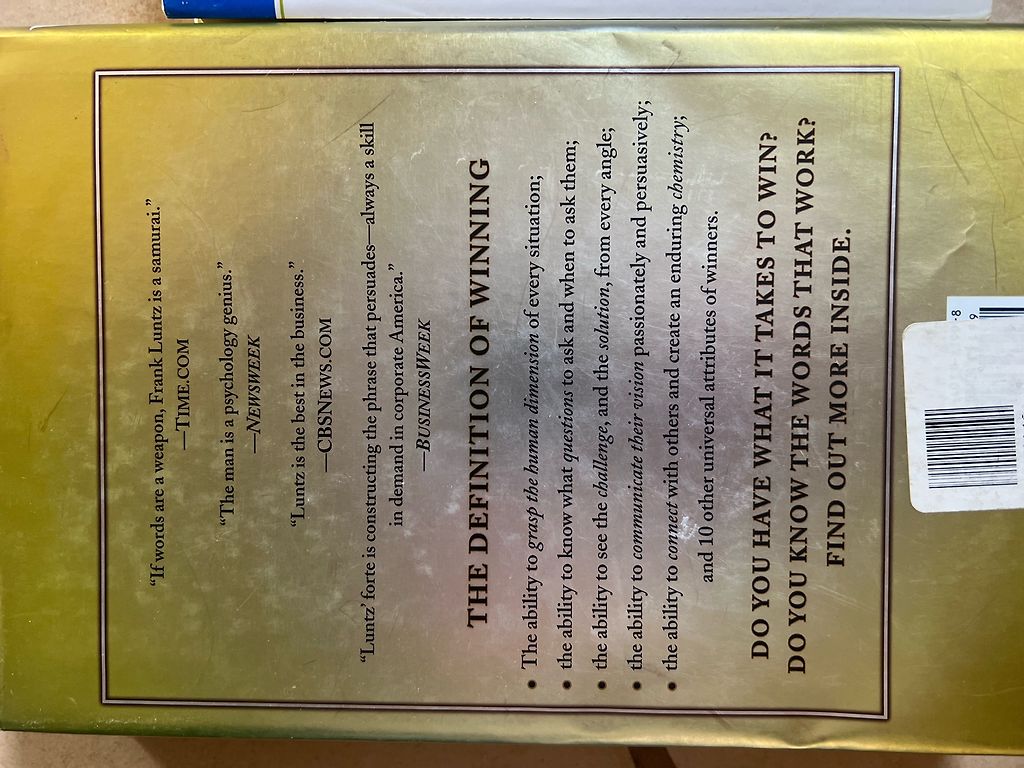 “If words are a weapon, Frank Luntz is a samurai.”
—TIME.COM
“The man is a psychology genius.”
—NEWSWEEK
“Luntz is the best in the business.”
—CBSNEWS.COM
“Luntz’ forte is constructing the phrase that persuades—always a skill
in demand in corporate America.”
—BUSINESSWEEK
THE DEFINITION OF WINNING
• The ability to grasp the human dimension of every situation;
• the ability to know what questions to ask and when to ask them;
• the ability to see the challenge, and the solution, from every angle;
• the ability to communicate their vision passionately and persuasively;
• the ability to connect with others and create an enduring chemistry;
and 10 other universal attributes of winners.
DO YOU HAVE WHAT IT TAKES TO WIN?
DO YOU KNOW THE WORDS THAT WORK?
FIND OUT MORE INSIDE.
-8
9